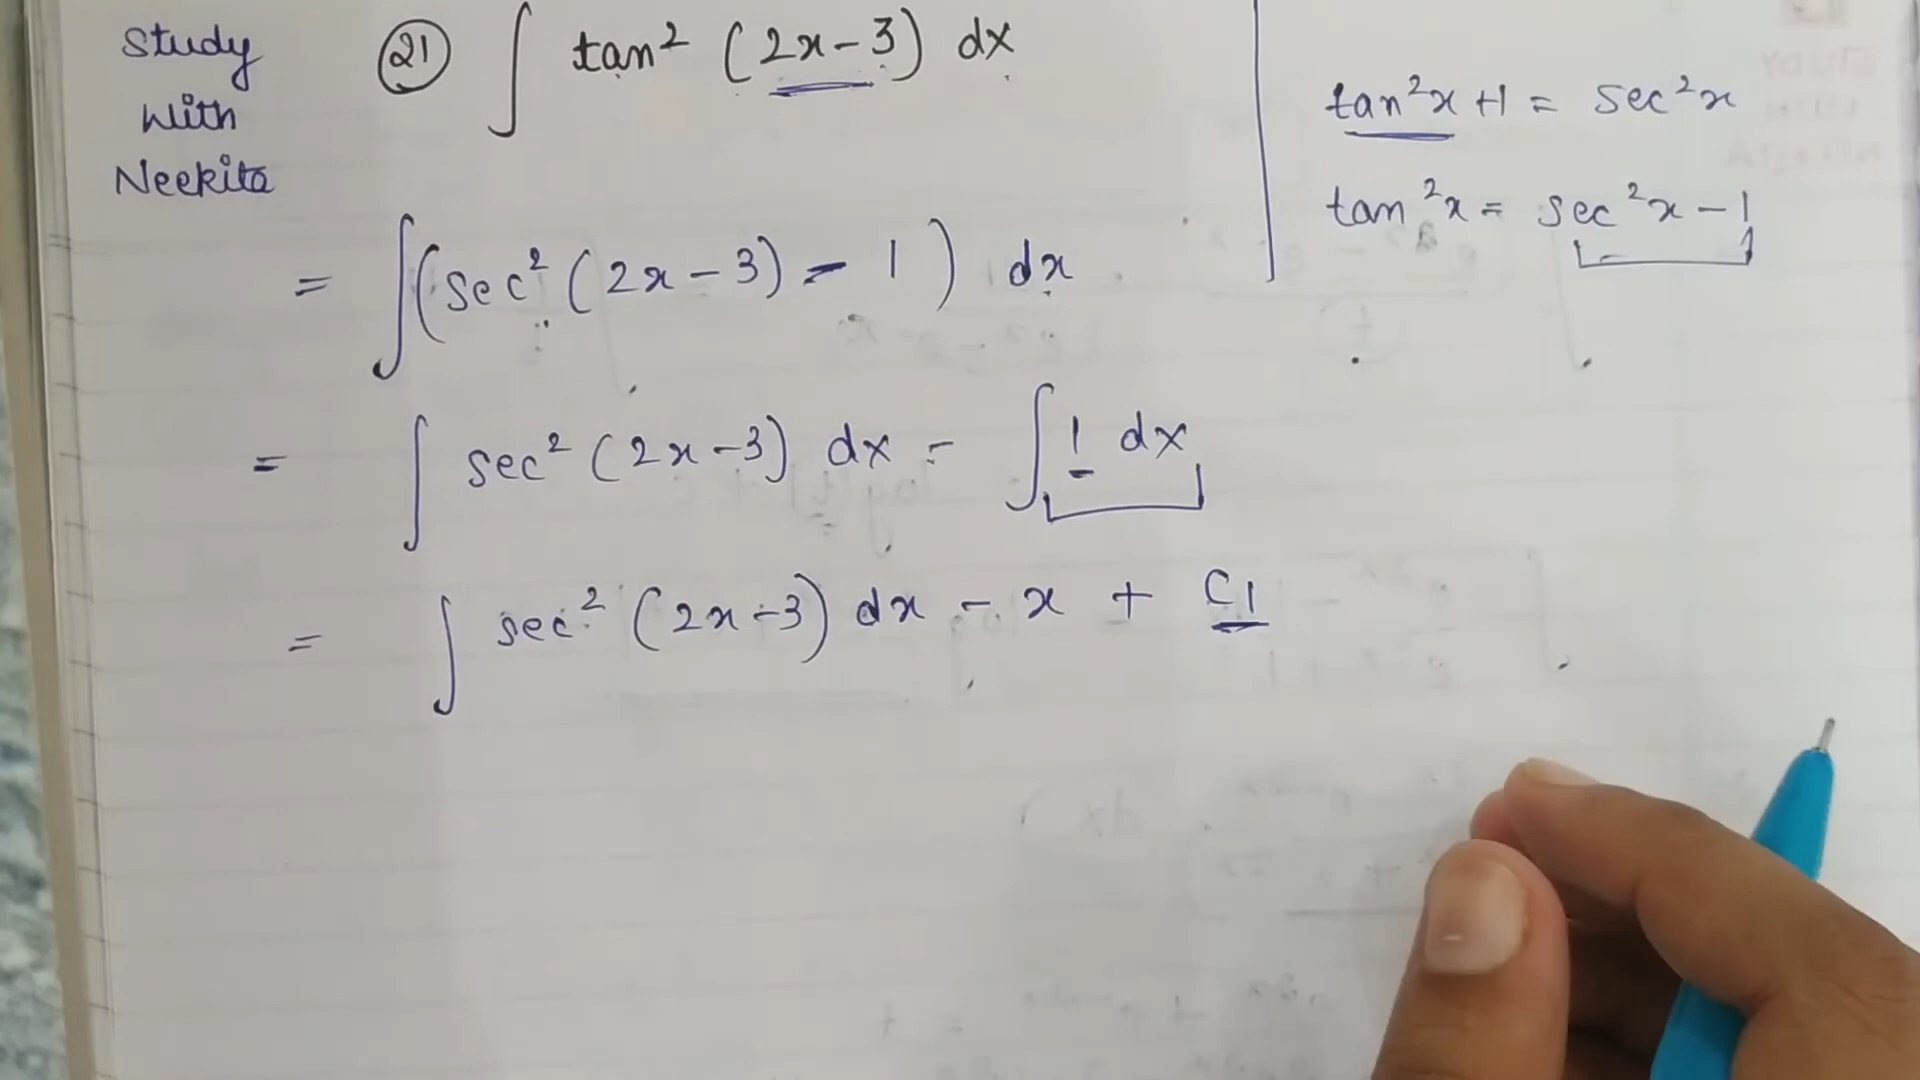 Study
With
Neekita
21 ∫ tan² (2x-3) dx
tan²x +1 = sec²x
tan²x = sec²x - 1
= ∫(sec² (2x-3) - 1) dx
= ∫ sec² (2x-3) dx - ∫ 1 dx
= ∫ sec² (2x-3) dx - x + C1